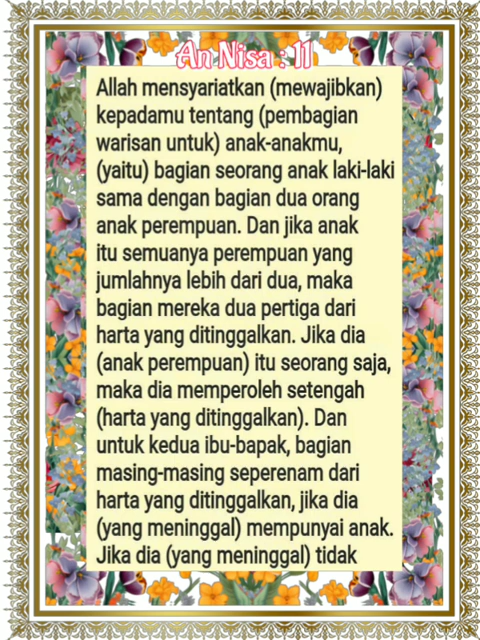 An Nisa : 11
Allah mensyariatkan (mewajibkan)
kepadamu tentang (pembagian
warisan untuk) anak-anakmu,
(yaitu) bagian seorang anak laki-laki
sama dengan bagian dua orang
anak perempuan. Dan jika anak
itu semuanya perempuan yang
jumlahnya lebih dari dua, maka
bagian mereka dua pertiga dari
harta yang ditinggalkan. Jika dia
(anak perempuan) itu seorang saja,
maka dia memperoleh setengah
(harta yang ditinggalkan). Dan
untuk kedua ibu-bapak, bagian
masing-masing seperenam dari
harta yang ditinggalkan, jika dia
(yang meninggal) mempunyai anak.
Jika dia (yang meninggal) tidak